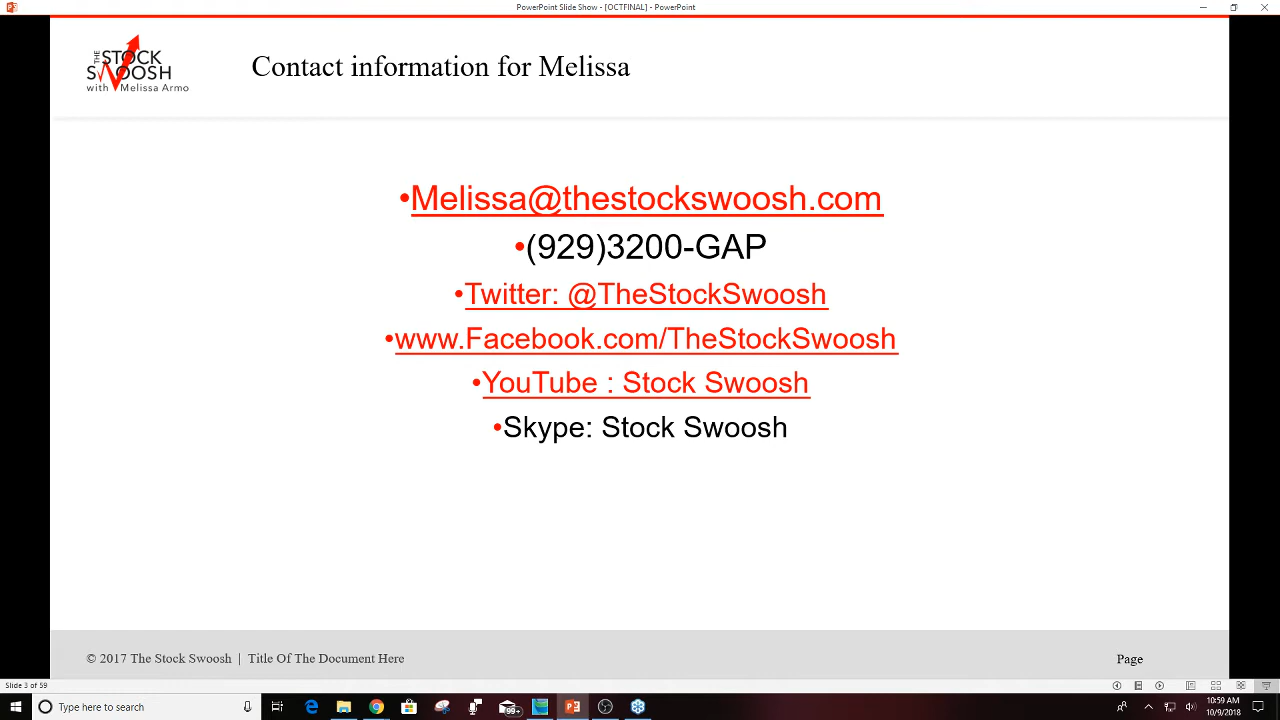 PowerPoint Slide Show - [OCTFINAL] - PowerPoint
THE STOCK
SWOOSH
with Melissa Armo
Contact information for Melissa
•Melissa@thestockswoosh.com
•(929)3200-GAP
•Twitter: @TheStockSwoosh
•www.Facebook.com/TheStockSwoosh
•YouTube : Stock Swoosh
•Skype: Stock Swoosh
© 2017 The Stock Swoosh | Title Of The Document Here
Page
Slide 3 of 59
Type here to search
99+
10:59 AM
10/9/2018